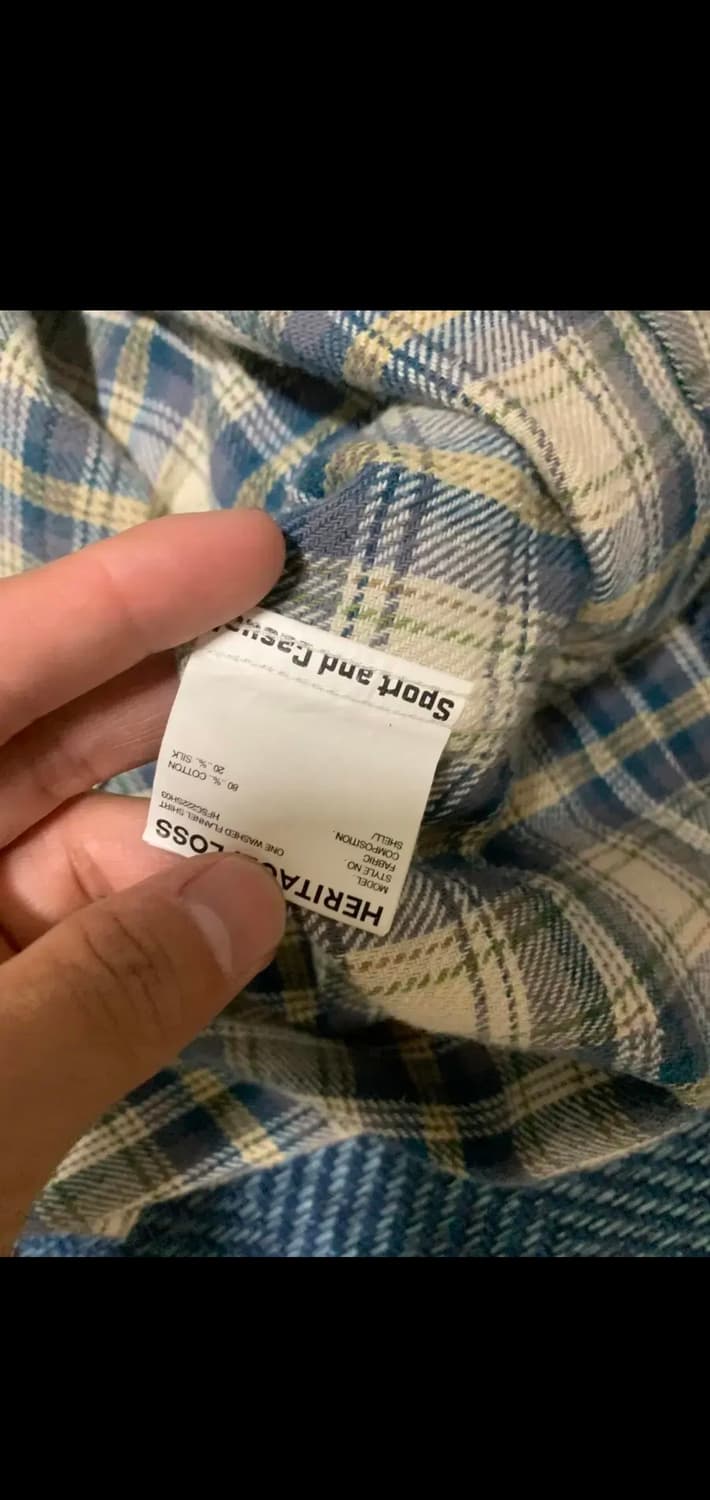 HERITAG LOSS
MODEL. ONE WASHED FLANNEL SHIRT
STYLE NO. HFSC222SH03
FABRIC.
COMPOSITION.
SHELL/ 80..%..COTTON
20..%..SILK
Sport and Casual